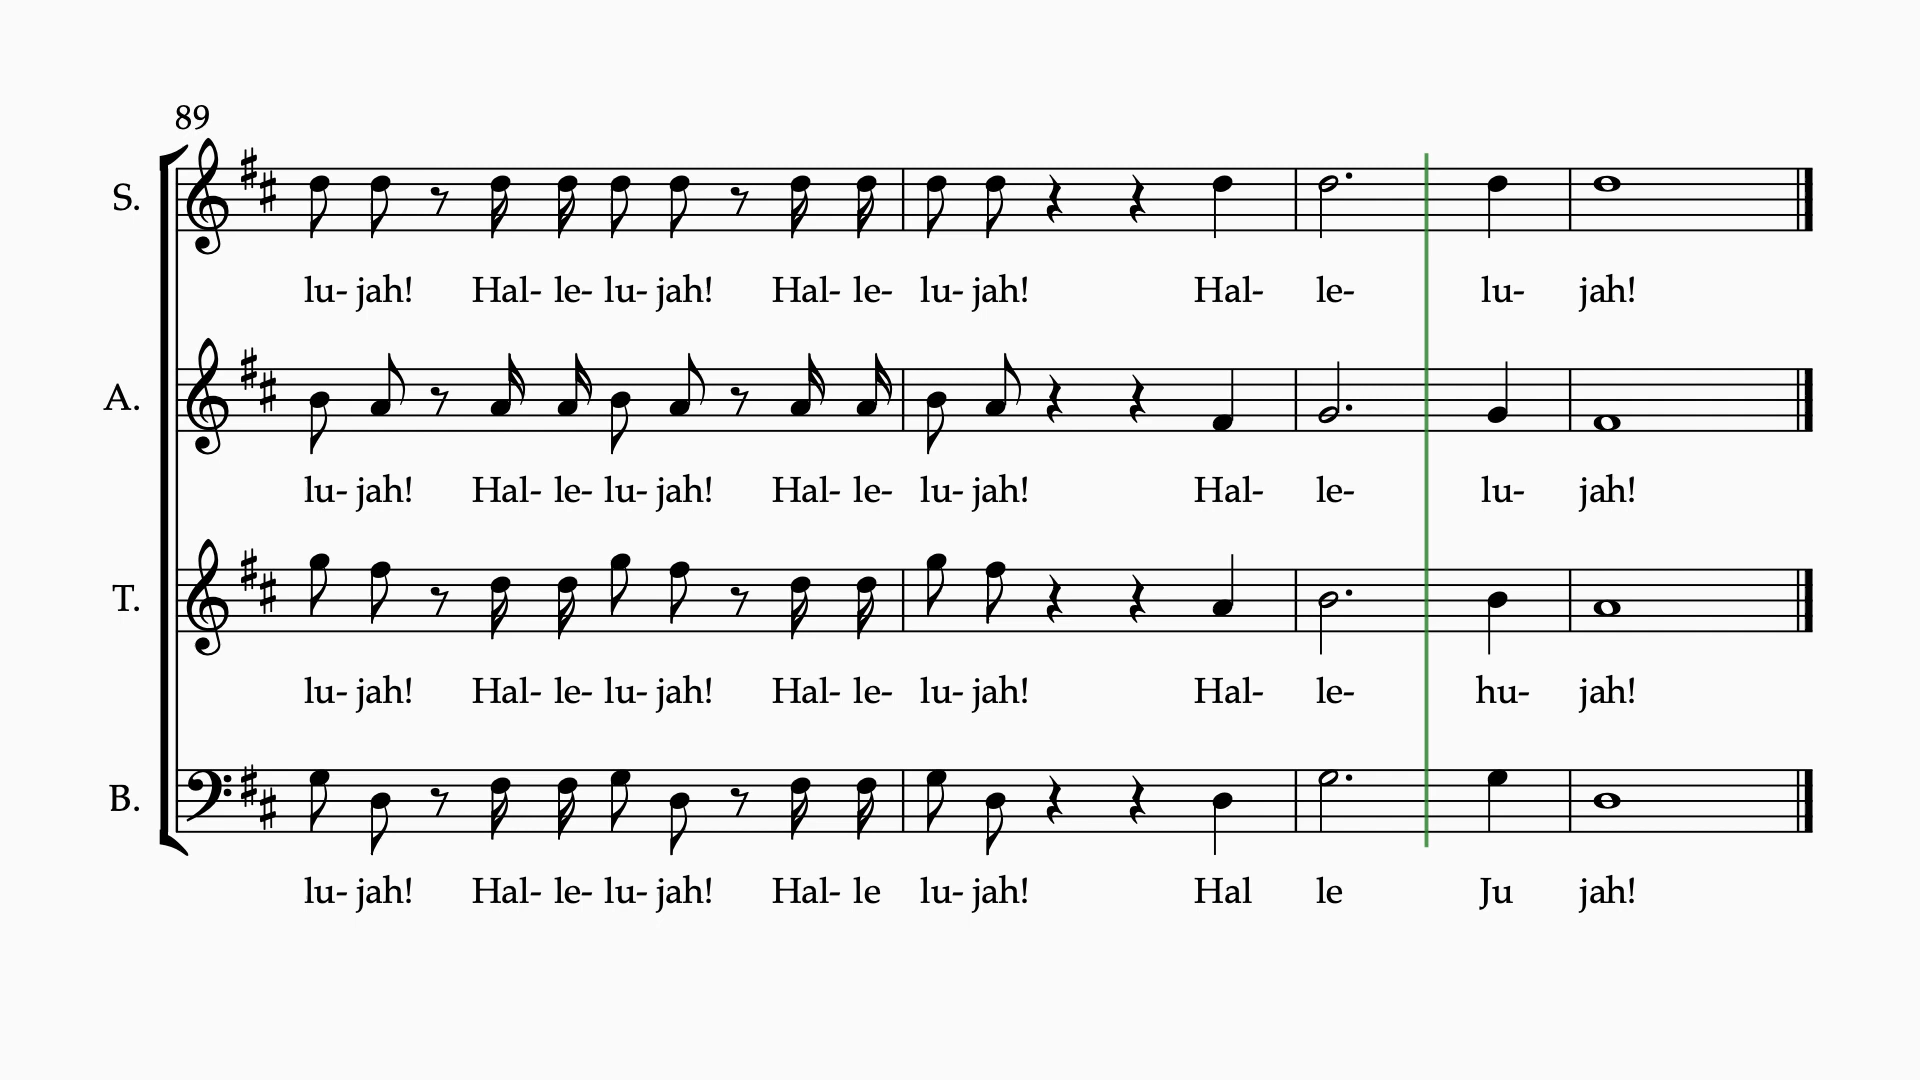 89
S.
lu- jah! Hal- le- lu- jah! Hal- le- lu- jah! Hal- le- lu- jah!
A.
lu- jah! Hal- le- lu- jah! Hal- le- lu- jah! Hal- le- lu- jah!
T.
lu- jah! Hal- le- lu- jah! Hal- le- lu- jah! Hal- le- hu- jah!
B.
lu- jah! Hal- le- lu- jah! Hal- le lu- jah! Hal le Ju jah!